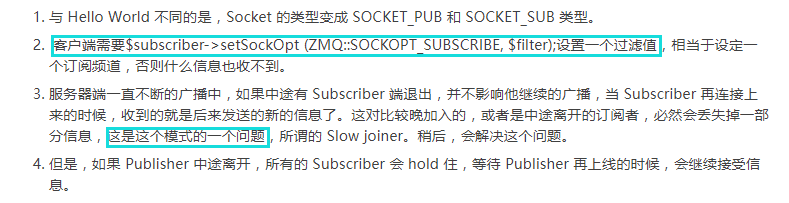 1. 与 Hello World 不同的是，Socket 的类型变成 SOCKET_PUB 和 SOCKET_SUB 类型。
2. 客户端需要$subscriber->setSockOpt (ZMQ::SOCKOPT_SUBSCRIBE, $filter);设置一个过滤值，相当于设定一
个订阅频道，否则什么信息也收不到。
3. 服务器端一直不断的广播中，如果中途有 Subscriber 端退出，并不影响他继续的广播，当 Subscriber 再连接上
来的时候，收到的就是后来发送的新的信息了。这对比较晚加入的，或者是中途离开的订阅者，必然会丢失掉一部
分信息，这是这个模式的一个问题，所谓的 Slow joiner。稍后，会解决这个问题。
4. 但是，如果 Publisher 中途离开，所有的 Subscriber 会 hold 住，等待 Publisher 再上线的时候，会继续接受信
息。